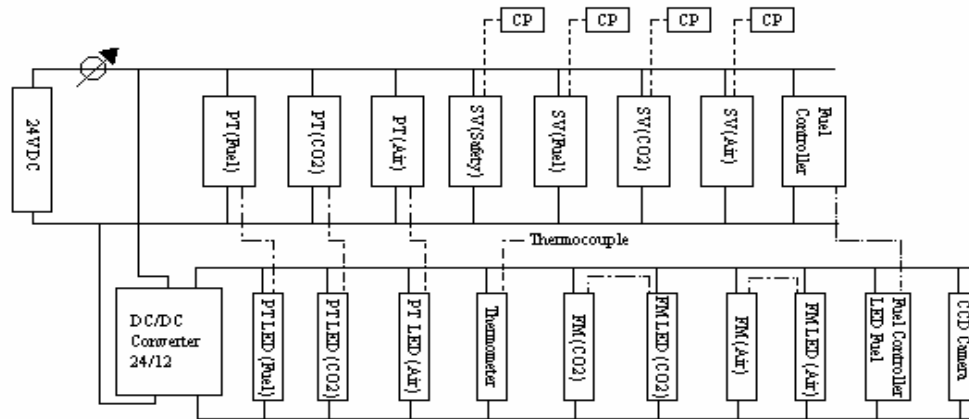 CP
CP
CP
CP
24VDC
PT(Fuel)
PT(CO2)
PT(Air)
SV(Safety)
SV(Fuel)
SV(CO2)
SV(Air)
Fuel
Controller
Thermocouple
DC/DC
Converter
24/12
PT LED (Fuel)
PT LED (CO2)
PT LED (Air)
Thermometer
FM(CO2)
FM LED (CO2)
FM (Air)
FM LED (Air)
Fuel Controller
LED Fuel
CCD Camera